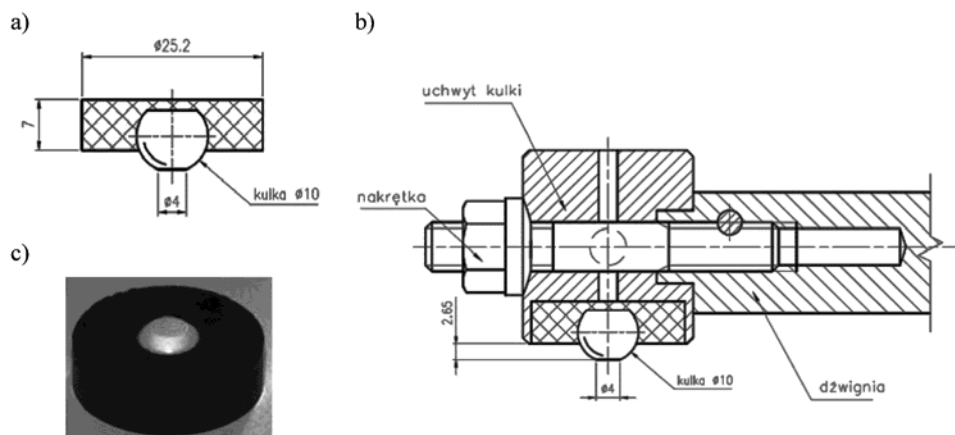 a)
ø25.2
7
kulka ø10
ø4
b)
uchwyt kulki
nakrętka
2.65
ø4
kulka ø10
dźwignia
c)